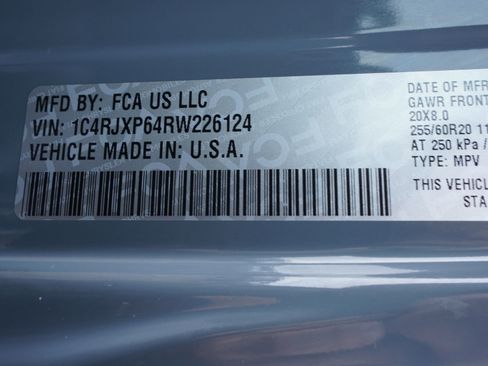 MFD BY: FCA US LLC
VIN: 1C4RJXP64RW226124
VEHICLE MADE IN: U.S.A.
DATE OF MFR
GAWR FRONT
20X8.0
255/60R20 11
AT 250 kPa /
TYPE: MPV
THIS VEHICL
STA